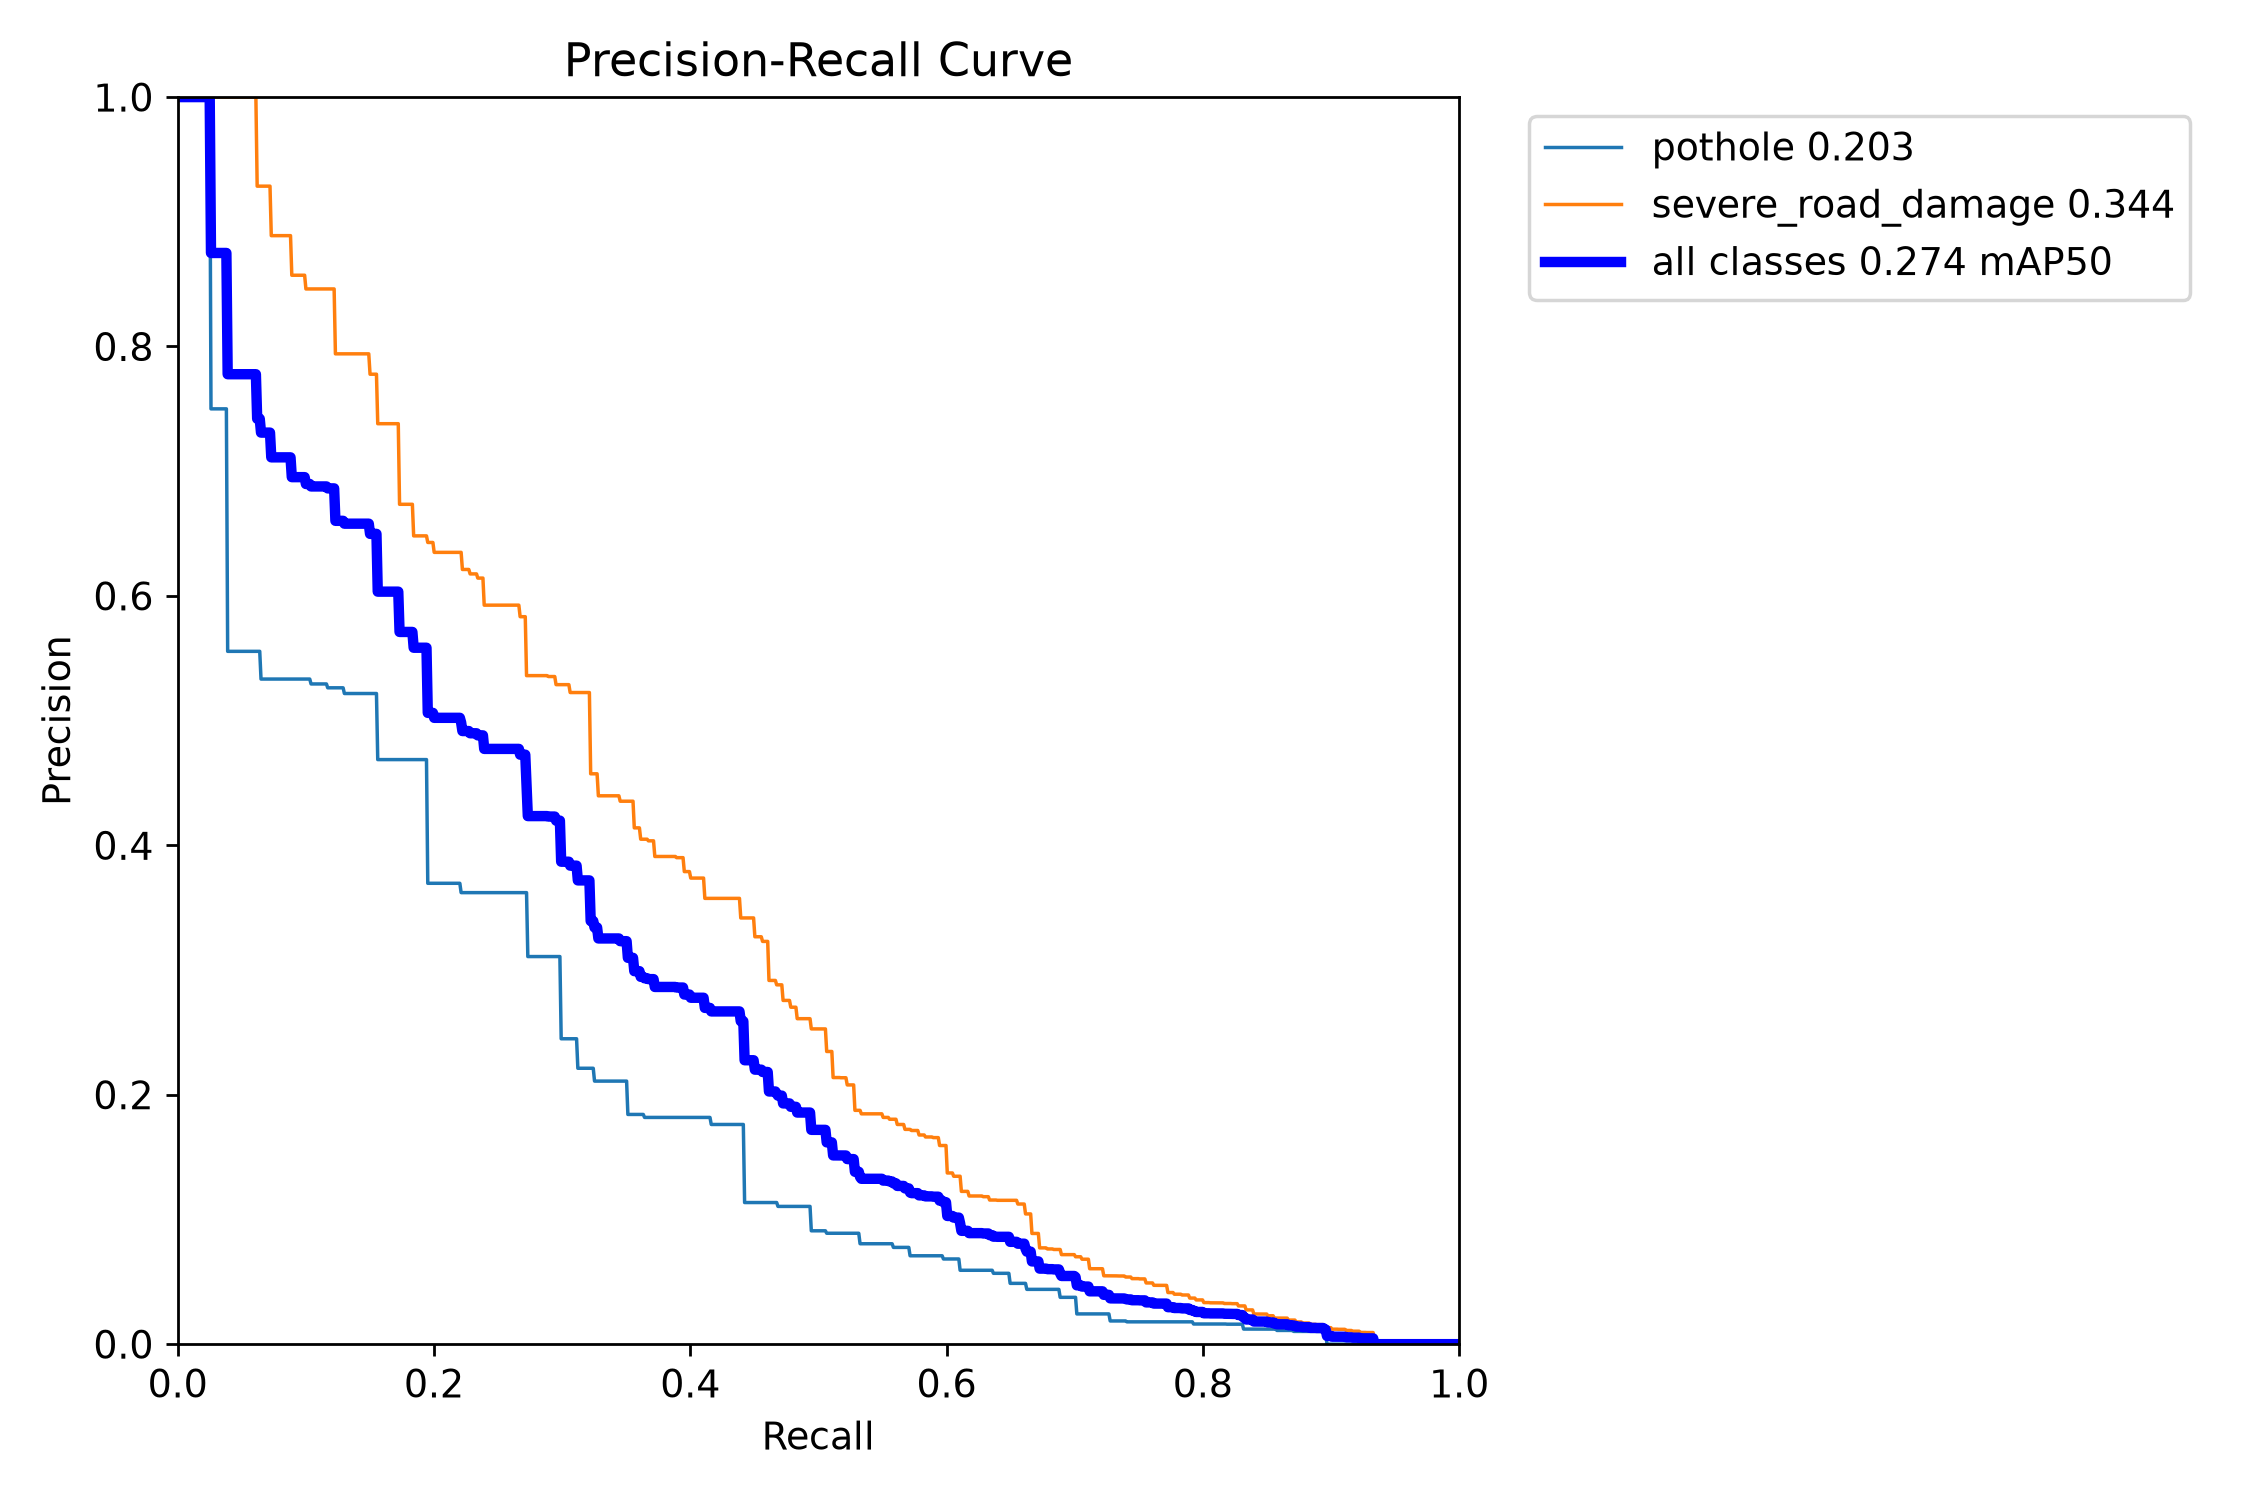 Precision-Recall Curve
pothole 0.203
severe_road_damage 0.344
all classes 0.274 mAP50
Precision
1.0
0.8
0.6
0.4
0.2
0.0
0.0 0.2 0.4 0.6 0.8 1.0
Recall